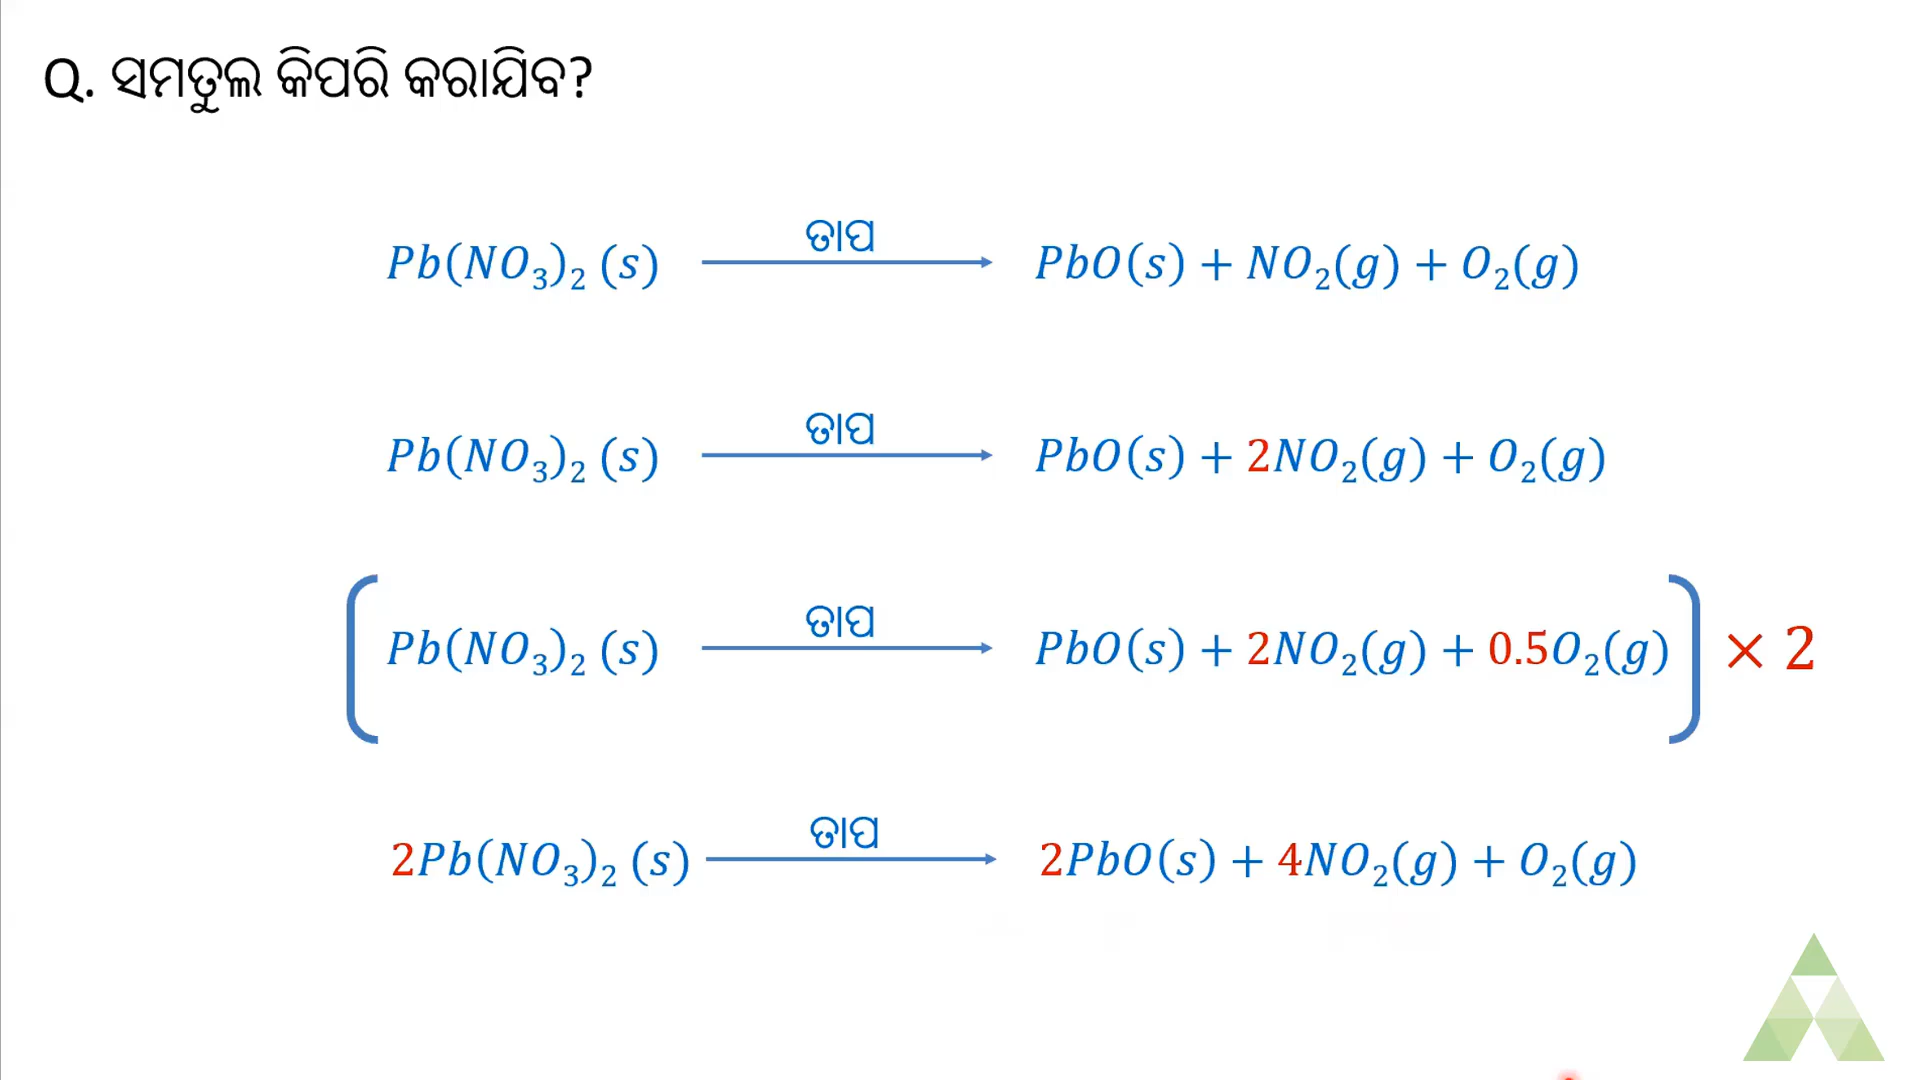 Q. ସମତୁଲ କିପରି କରାଯିବ?
Pb(NO₃)₂ (s) ⟶ ତାପ PbO(s) + NO₂(g) + O₂(g)
Pb(NO₃)₂ (s) ⟶ ତାପ PbO(s) + 2NO₂(g) + O₂(g)
[Pb(NO₃)₂ (s) ⟶ ତାପ PbO(s) + 2NO₂(g) + 0.5O₂(g)] × 2
2Pb(NO₃)₂ (s) ⟶ ତାପ 2PbO(s) + 4NO₂(g) + O₂(g)